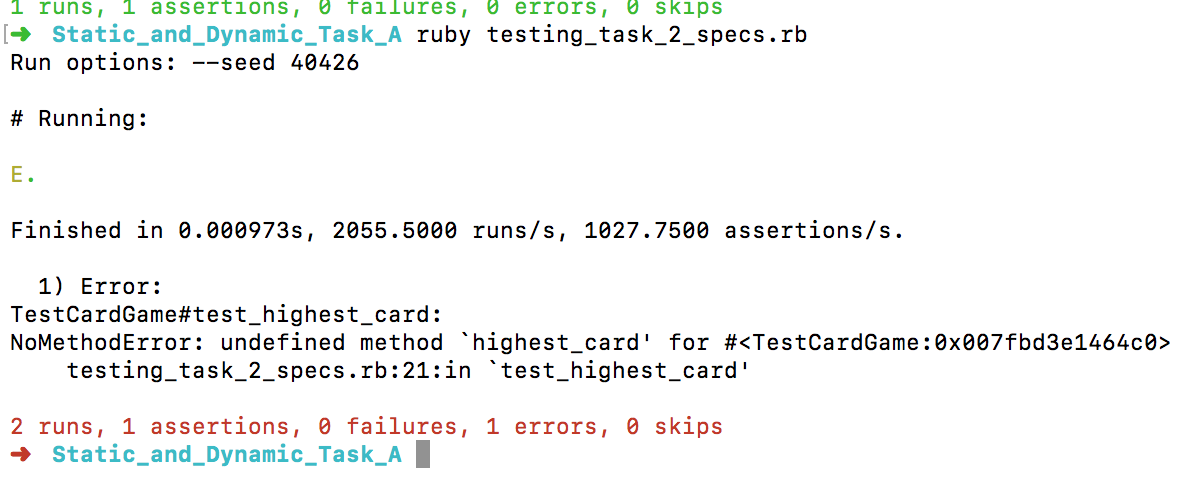 1 runs, 1 assertions, 0 failures, 0 errors, 0 skips
[➜ Static_and_Dynamic_Task_A ruby testing_task_2_specs.rb
Run options: --seed 40426
# Running:
E.
Finished in 0.000973s, 2055.5000 runs/s, 1027.7500 assertions/s.
1) Error:
TestCardGame#test_highest_card:
NoMethodError: undefined method `highest_card' for #<TestCardGame:0x007fbd3e1464c0>
testing_task_2_specs.rb:21:in `test_highest_card'
2 runs, 1 assertions, 0 failures, 1 errors, 0 skips
➜ Static_and_Dynamic_Task_A